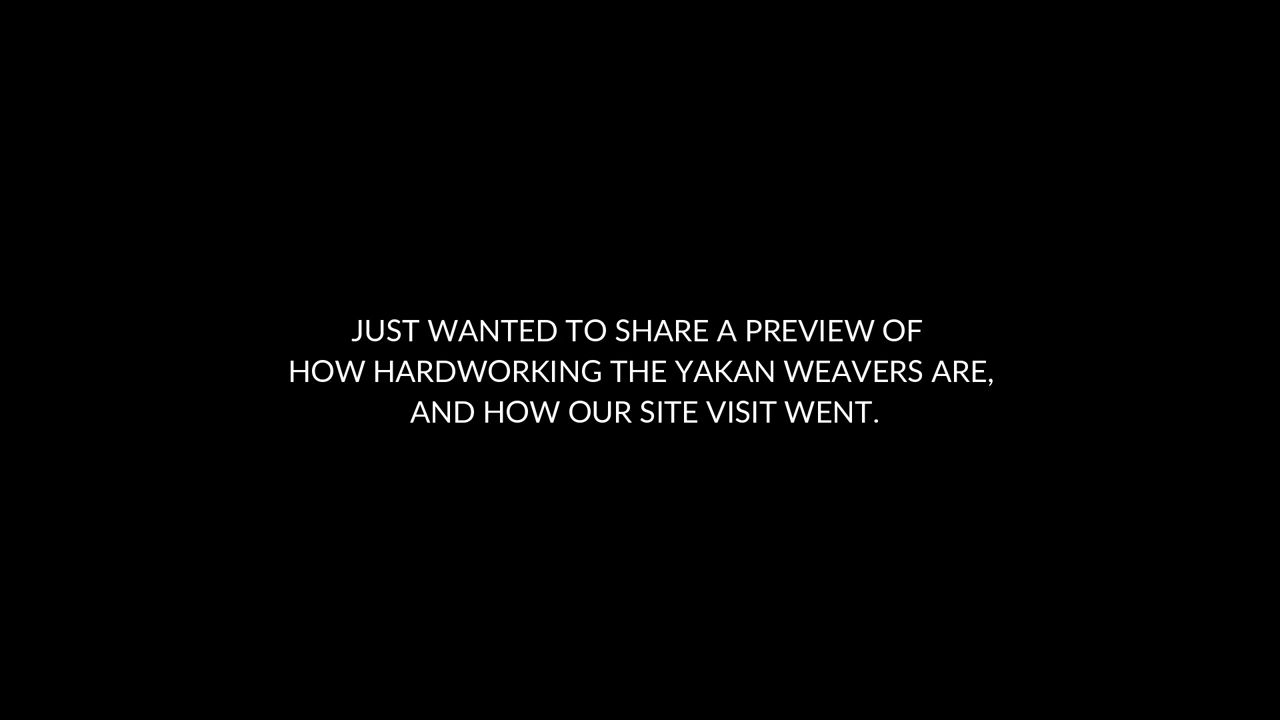 JUST WANTED TO SHARE A PREVIEW OF
HOW HARDWORKING THE YAKAN WEAVERS ARE,
AND HOW OUR SITE VISIT WENT.